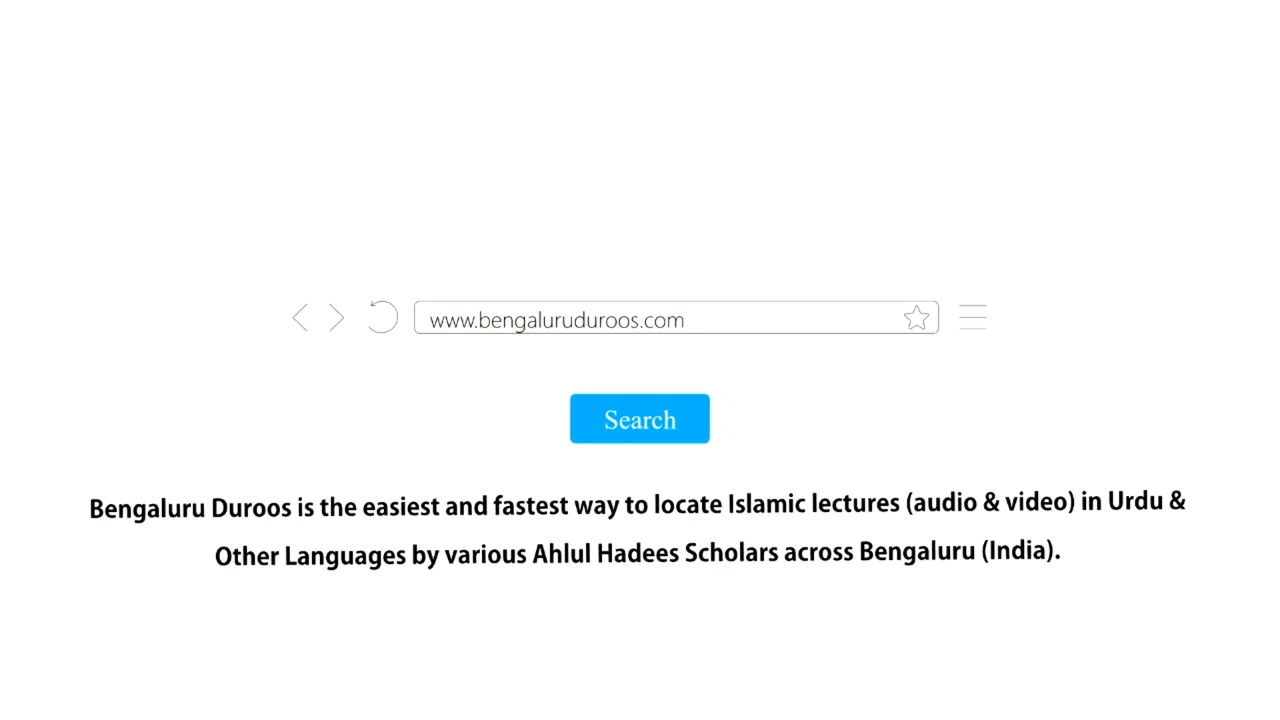 www.bengaluruduroos.com
Search
Bengaluru Duroos is the easiest and fastest way to locate Islamic lectures (audio & video) in Urdu &
Other Languages by various Ahlul Hadees Scholars across Bengaluru (India).